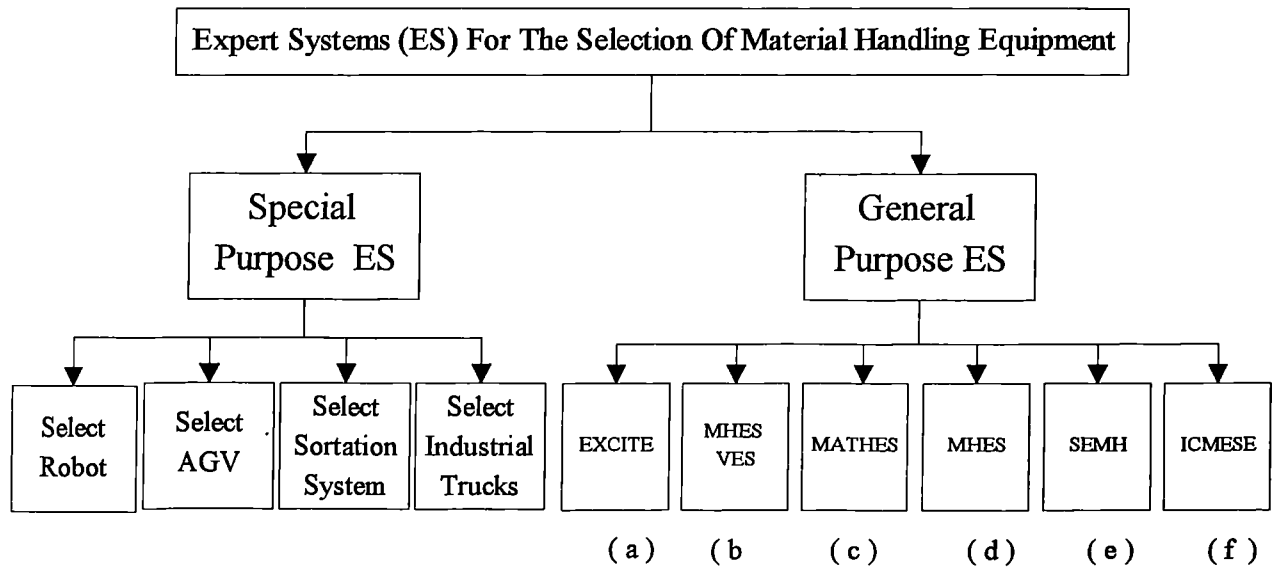 Expert Systems (ES) For The Selection Of Material Handling Equipment
Special
Purpose ES
General
Purpose ES
Select
Robot
Select
AGV
Select
Sortation
System
Select
Industrial
Trucks
EXCITE
MHES
VES
MATHES
MHES
SEMH
ICMESE
( a )
( b )
( c )
( d )
( e )
( f )